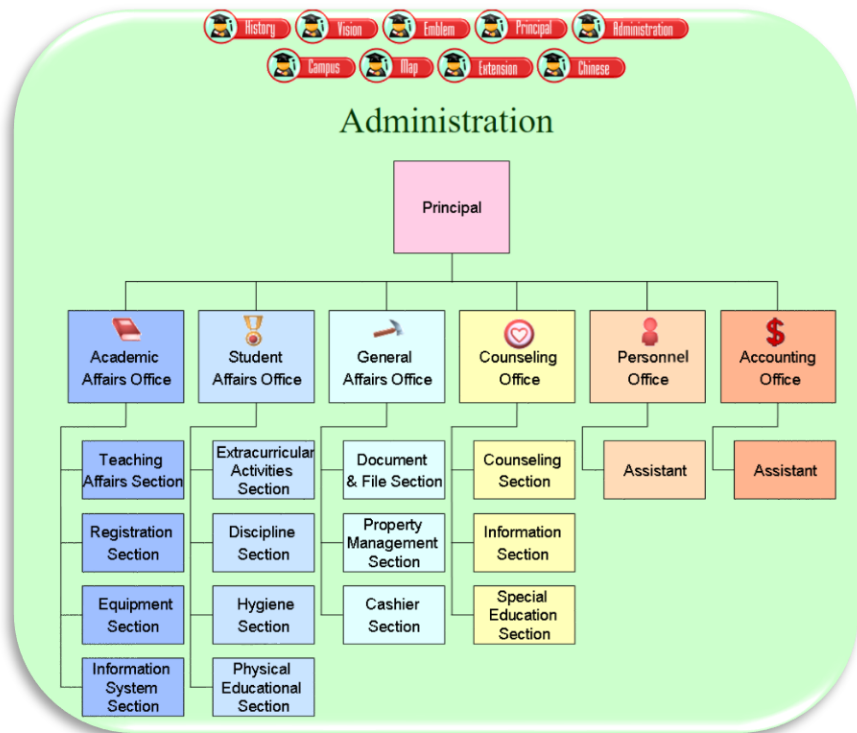 History Vision Emblem Principal Administration
Campus Map Extension Chinese
Administration
Principal
Academic
Affairs Office
Student
Affairs Office
General
Affairs Office
Counseling
Office
Personnel
Office
Accounting
Office
Teaching
Affairs Section
Extracurricular
Activities
Section
Document
& File Section
Counseling
Section
Assistant
Assistant
Registration
Section
Discipline
Section
Property
Management
Section
Information
Section
Equipment
Section
Hygiene
Section
Cashier
Section
Special
Education
Section
Information
System
Section
Physical
Educational
Section